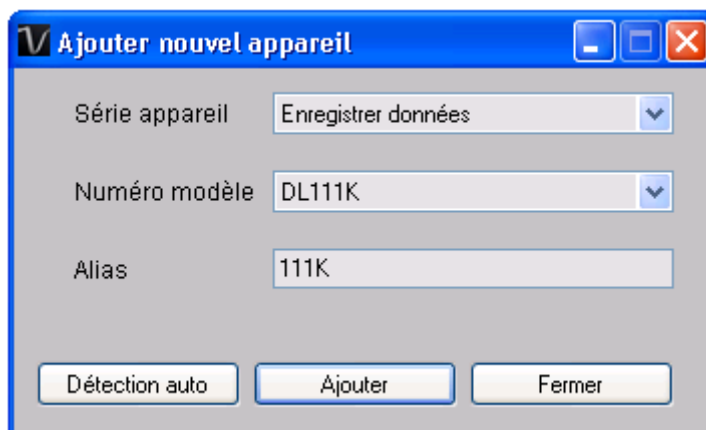 Ajouter nouvel appareil
Série appareil Enregistrer données
Numéro modèle DL111K
Alias 111K
Détection auto Ajouter Fermer